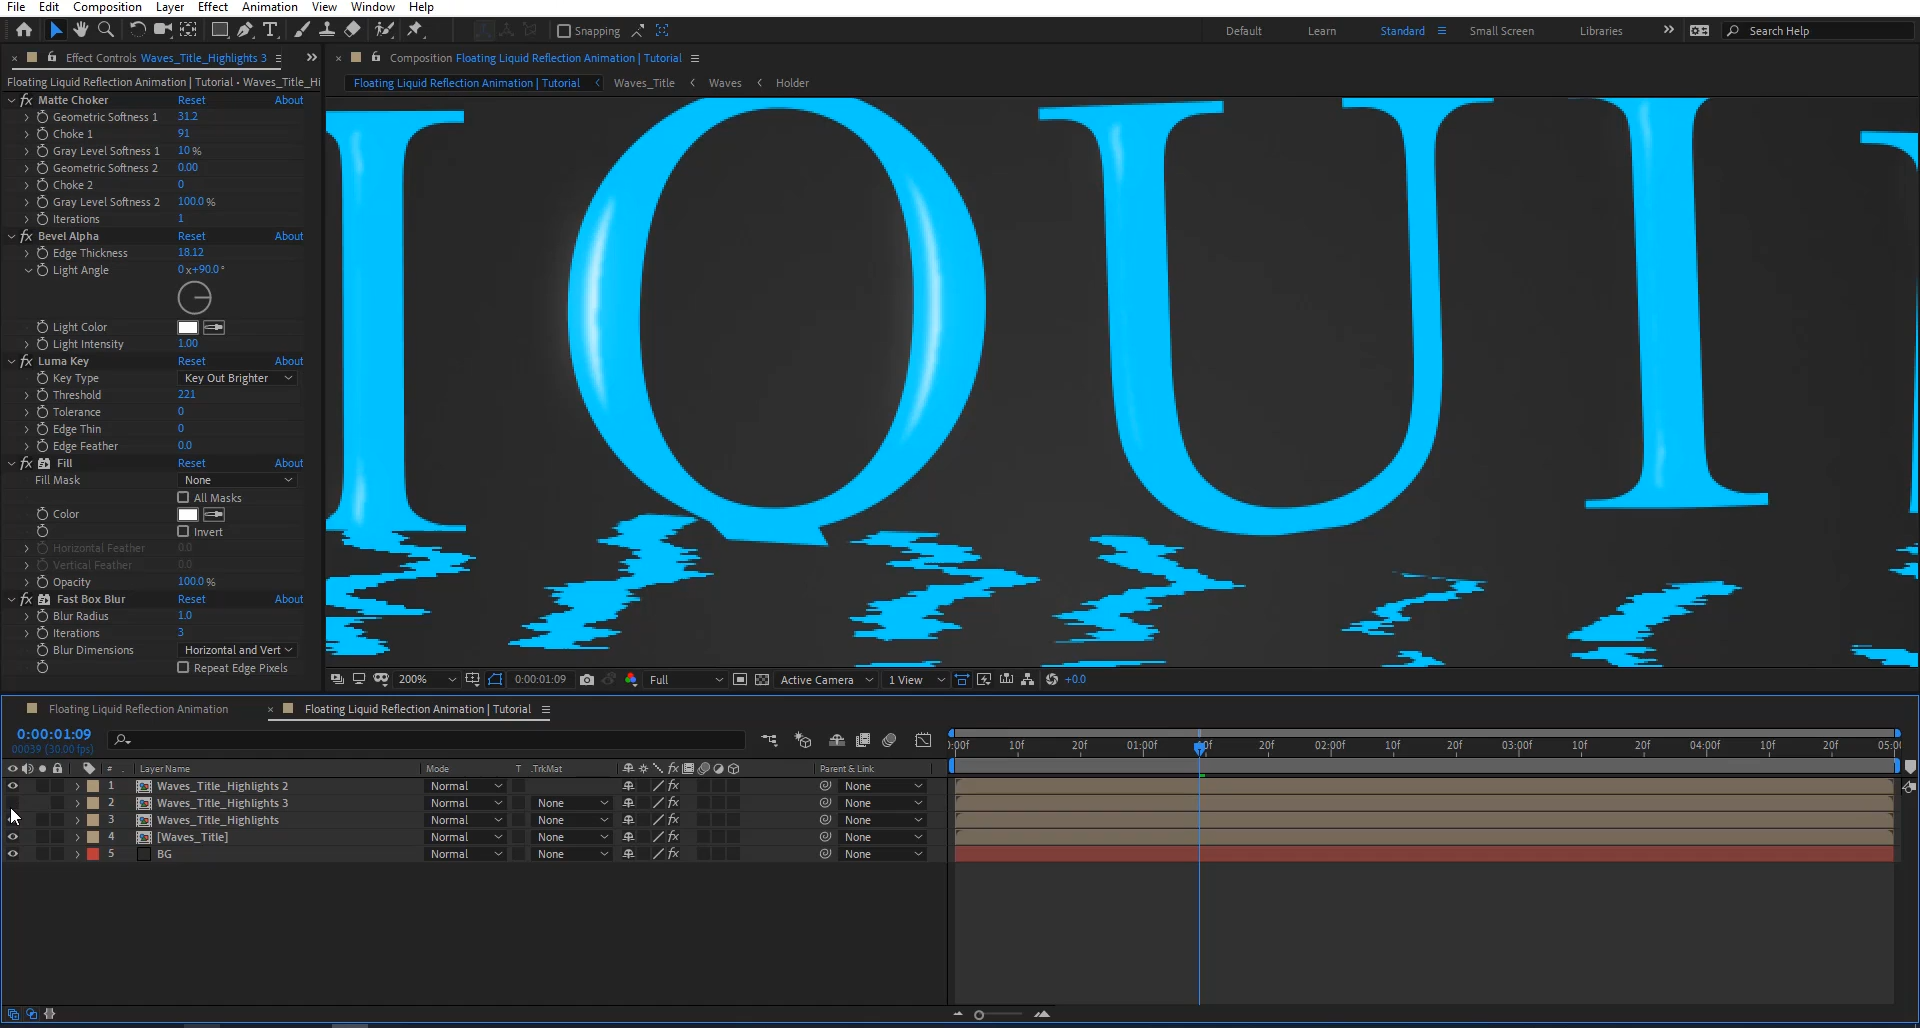 File Edit Composition Layer Effect Animation View Window Help
Snapping Default Learn Standard Small Screen Libraries Search Help
Effect Controls Waves_Title_Highlights 3
Composition Floating Liquid Reflection Animation | Tutorial
Floating Liquid Reflection Animation | Tutorial - Waves_Title_Hi
Floating Liquid Reflection Animation | Tutorial Waves_Title Waves Holder
fx Matte Choker Reset About
Geometric Softness 1 31.2
Choke 1 91
Gray Level Softness 1 10 %
Geometric Softness 2 0.00
Choke 2 0
Gray Level Softness 2 100.0 %
Iterations 1
fx Bevel Alpha Reset About
Edge Thickness 18.12
Light Angle 0 x+90.0 °
Light Color
Light Intensity 1.00
fx Luma Key Reset About
Key Type Key Out Brighter
Threshold 221
Tolerance 0
Edge Thin 0
Edge Feather 0.0
fx Fill Reset About
Fill Mask None
All Masks
Color
Invert
Horizontal Feather 0.0
Vertical Feather 0.0
Opacity 100.0 %
fx Fast Box Blur Reset About
Blur Radius 1.0
Iterations 3
Blur Dimensions Horizontal and Vert
Repeat Edge Pixels
IQUI
200% 0:00:01:09 Full Active Camera 1 View +0.0
Floating Liquid Reflection Animation
Floating Liquid Reflection Animation | Tutorial
0:00:01:09
00039 (30.00 fps)
:00f 10f 20f 01:00f 20f 02:00f 10f 20f 03:00f 10f 20f 04:00f 10f 20f 05:0
# Layer Name Mode T .TrkMat fx Parent & Link
1 Waves_Title_Highlights 2 Normal fx None
2 Waves_Title_Highlights 3 Normal None fx None
3 Waves_Title_Highlights Normal None fx None
4 [Waves_Title] Normal None fx None
5 BG Normal None fx None